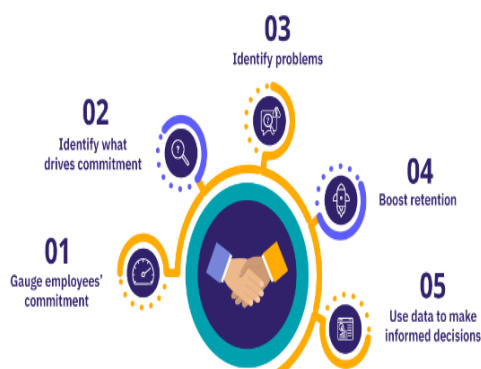 01
Gauge employees'
commitment
02
Identify what
drives commitment
03
Identify problems
04
Boost retention
05
Use data to make
informed decisions